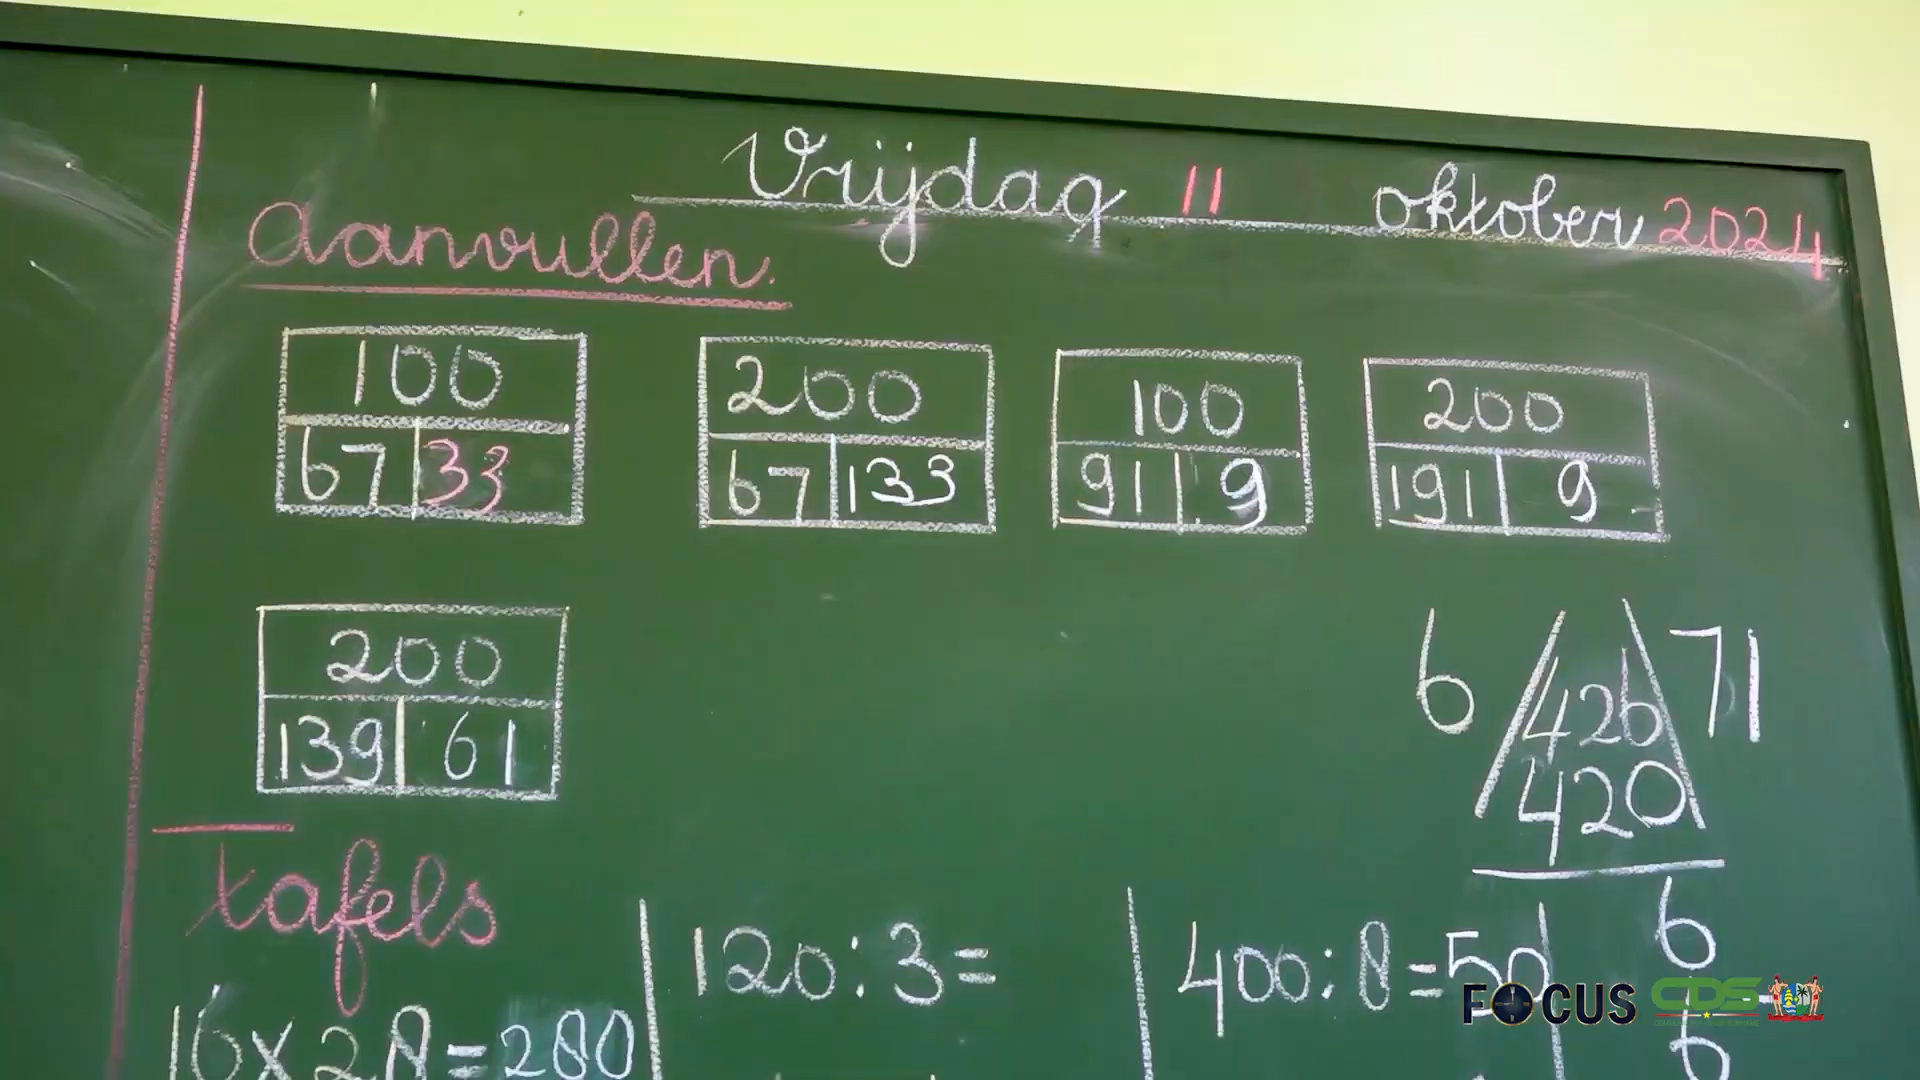 Vrijdag 11 oktober 2024
Aanvullen.
100 200 100 200
67 33 67 133 91 9 191 9
200
139 61
6 / 426 \ 71
420
6
tafels
120:3=
400:8=50
6
FOCUS CDS